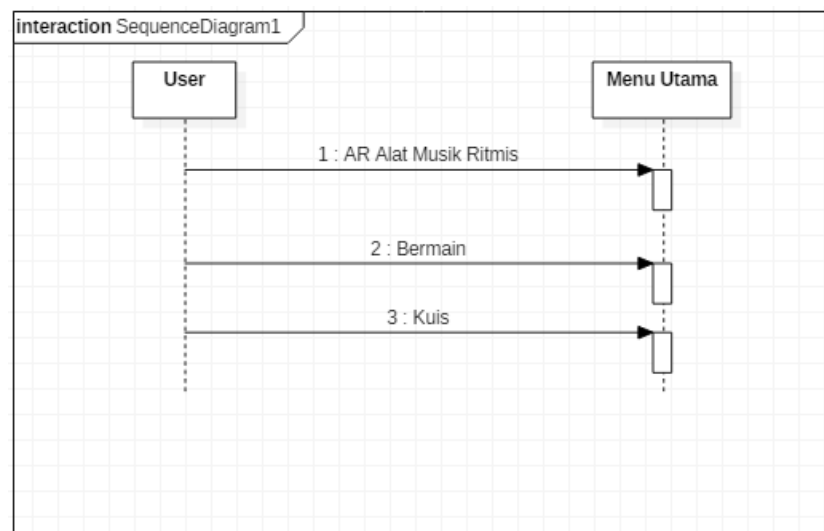 interaction SequenceDiagram1
User
Menu Utama
1 : AR Alat Musik Ritmis
2 : Bermain
3 : Kuis